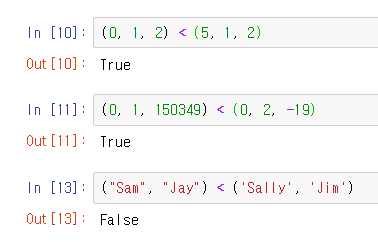 In [10]: (0, 1, 2) < (5, 1, 2)
Out[10]: True
In [11]: (0, 1, 150349) < (0, 2, -19)
Out[11]: True
In [13]: ("Sam", "Jay") < ('Sally', 'Jim')
Out[13]: False